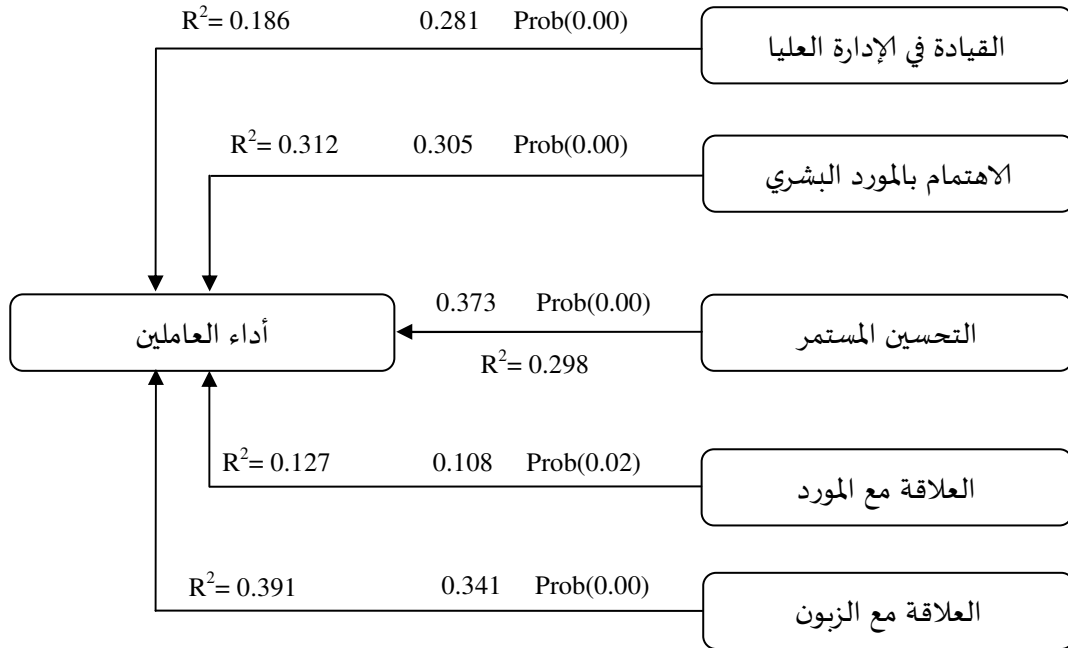 R²= 0.186 0.281 Prob(0.00)
القيادة في الإدارة العليا
R²= 0.312 0.305 Prob(0.00)
الاهتمام بالمورد البشري
0.373 Prob(0.00)
التحسين المستمر
أداء العاملين
R²= 0.298
R²= 0.127 0.108 Prob(0.02)
العلاقة مع المورد
R²= 0.391 0.341 Prob(0.00)
العلاقة مع الزبون